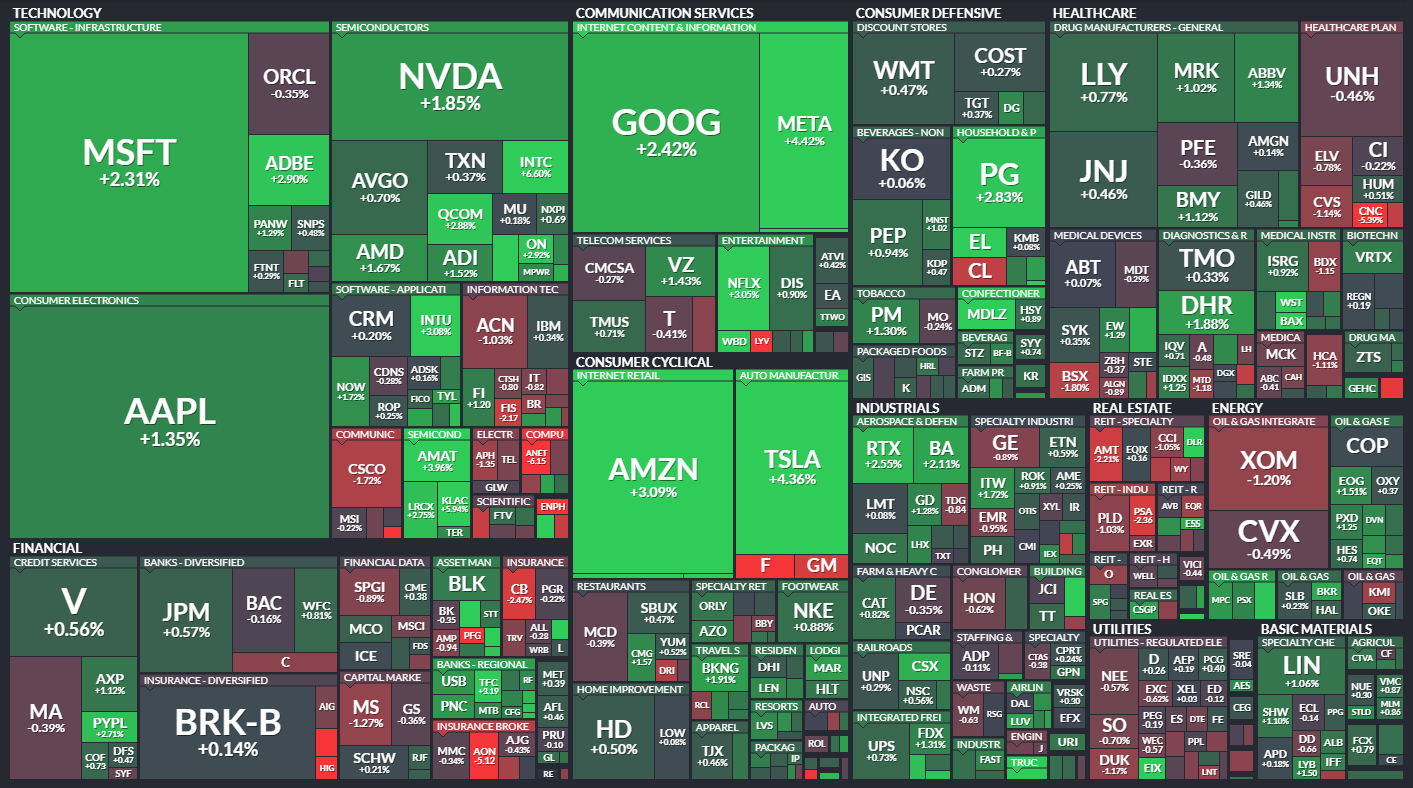 TECHNOLOGY
SOFTWARE - INFRASTRUCTURE
MSFT
+2.31%
ORCL
-0.35%
ADBE
+2.90%
PANW
+1.29%
SNPS
+0.48%
FTNT
+0.29%
FLT
SEMICONDUCTORS
NVDA
+1.85%
AVGO
+0.70%
TXN
+0.37%
INTC
+6.60%
QCOM
+2.88%
MU
+0.18%
NXPI
+0.69
AMD
+1.67%
ADI
+1.52%
ON
+2.92%
MPWR
CONSUMER ELECTRONICS
AAPL
+1.35%
SOFTWARE - APPLICATI
CRM
+0.20%
INTU
+3.08%
NOW
+1.72%
CDNS
-0.28%
ADSK
+0.16%
ROP
+0.25%
FICO
TYL
INFORMATION TEC
ACN
-1.03%
IBM
+0.34%
FI
+1.20
CTSH
-0.80
IT
-0.82
FIS
-2.17
BR
COMMUNIC
CSCO
-1.72%
MSI
-0.22%
SEMICOND
AMAT
+3.96%
LRCX
+2.75%
KLAC
+5.94%
TER
ELECTR
APH
-1.35
TEL
GLW
COMPU
ANET
-6.15
SCIENTIFIC
FTV
ENPH
COMMUNICATION SERVICES
INTERNET CONTENT & INFORMATION
GOOG
+2.42%
META
+4.42%
TELECOM SERVICES
CMCSA
-0.27%
VZ
+1.43%
TMUS
+0.71%
T
-0.41%
ENTERTAINMENT
NFLX
+3.05%
DIS
+0.90%
WBD
LYV
ATVI
+0.42%
EA
TTWO
CONSUMER CYCLICAL
INTERNET RETAIL
AMZN
+3.09%
AUTO MANUFACTUR
TSLA
+4.36%
F
GM
RESTAURANTS
MCD
-0.39%
SBUX
+0.47%
CMG
+1.57
YUM
+0.52%
DRI
SPECIALTY RET
ORLY
AZO
BBY
FOOTWEAR
NKE
+0.88%
HOME IMPROVEMENT
HD
+0.50%
LOW
+0.08%
TRAVEL S
BKNG
+1.91%
RCL
RESIDEN
DHI
LEN
LODGI
MAR
HLT
APPAREL
TJX
+0.46%
RESORTS
LVS
AUTO
ROL
PACKAG
IP
CONSUMER DEFENSIVE
DISCOUNT STORES
WMT
+0.47%
COST
+0.27%
TGT
+0.37%
DG
BEVERAGES - NON
KO
+0.06%
PEP
+0.94%
MNST
+1.02
KDP
+0.47
HOUSEHOLD & P
PG
+2.83%
EL
KMB
+0.08%
CL
TOBACCO
PM
+1.30%
MO
-0.24%
CONFECTIONER
MDLZ
HSY
+0.89
PACKAGED FOODS
GIS
HRL
K
BEVERAG
STZ
BF-B
SYY
+0.74
FARM PR
ADM
KR
HEALTHCARE
DRUG MANUFACTURERS - GENERAL
LLY
+0.77%
MRK
+1.02%
ABBV
+1.34%
JNJ
+0.46%
PFE
-0.36%
AMGN
+0.14%
BMY
+1.12%
GILD
+0.46%
HEALTHCARE PLAN
UNH
-0.46%
ELV
-0.78%
CI
-0.22%
HUM
+0.51%
CVS
-1.14%
CNC
-5.39%
MEDICAL DEVICES
ABT
+0.07%
MDT
-0.29%
SYK
+0.35%
EW
+1.29
BSX
-1.80%
ZBH
-0.37
STE
ALGN
-0.89
DIAGNOSTICS & R
TMO
+0.33%
DHR
+1.88%
IQV
+0.71
A
-0.48
LH
IDXX
+1.25
MTD
-1.18
DGX
MEDICAL INSTR
ISRG
+0.92%
BDX
-1.15
WST
BAX
BIOTECHN
VRTX
REGN
+0.19
MEDICA
MCK
ABC
-0.41
CAH
HCA
-1.11%
DRUG MA
ZTS
GEHC
INDUSTRIALS
AEROSPACE & DEFEN
RTX
+2.55%
BA
+2.11%
LMT
+0.08%
GD
+1.28%
TDG
-0.84
NOC
LHX
TXT
SPECIALTY INDUSTRI
GE
-0.89%
ETN
+0.59%
ITW
+1.72%
ROK
+0.91%
AME
+0.25%
EMR
-0.95%
OTIS
XYL
IR
PH
CMI
IEX
FARM & HEAVY C
CAT
+0.82%
DE
-0.35%
PCAR
CONGLOMER
HON
-0.62%
BUILDING
JCI
TT
RAILROADS
UNP
+0.29%
CSX
NSC
+0.56%
STAFFING &
ADP
-0.11%
SPECIALTY
CTAS
-0.38
CPRT
+0.24%
GPN
WASTE
WM
-0.63
RSG
AIRLIN
DAL
LUV
VRSK
+0.30
EFX
INTEGRATED FREI
UPS
+0.73%
FDX
+1.31%
INDUSTR
FAST
ENGIN
J
URI
TRUC
REAL ESTATE
REIT - SPECIALTY
AMT
-2.21%
EQIX
+0.16
CCI
-1.05%
DLR
WY
REIT - INDU
PLD
-1.03%
PSA
-2.36
EXR
REIT - R
AVB
EQR
ESS
REIT -
O
SPG
REIT - H
WELL
VICI
-0.44
REAL ES
CSGP
ENERGY
OIL & GAS INTEGRATE
XOM
-1.20%
CVX
-0.49%
OIL & GAS E
COP
EOG
+1.51%
OXY
+0.37
PXD
+1.25
DVN
HES
+0.74
EQT
OIL & GAS R
MPC
PSX
OIL & GAS
SLB
+0.23%
BKR
HAL
OIL & GAS
KMI
OKE
UTILITIES
UTILITIES - REGULATED ELE
NEE
-0.57%
D
+0.26
AEP
+0.19
PCG
+0.40
SRE
-0.04
SO
-0.70%
EXC
-0.62%
XEL
+0.03
ED
-0.12
AES
PEG
-0.19
ES
DTE
FE
CEG
DUK
-1.17%
WEC
-0.57
PPL
EIX
LNT
BASIC MATERIALS
SPECIALTY CHE
LIN
+1.06%
SHW
+1.10%
ECL
-0.14
PPG
APD
+0.18%
DD
-0.66
ALB
LYB
+1.50
IFF
AGRICUL
CTVA
CF
NUE
+0.30
VMC
+0.87
STLD
MLM
+0.86
FCX
+0.79
CE
FINANCIAL
CREDIT SERVICES
V
+0.56%
MA
-0.39%
AXP
+1.12%
PYPL
+2.71%
COF
+0.73
DFS
+0.47
SYF
BANKS - DIVERSIFIED
JPM
+0.57%
BAC
-0.16%
WFC
+0.81%
C
INSURANCE - DIVERSIFIED
BRK-B
+0.14%
AIG
HIG
FINANCIAL DATA
SPGI
-0.89%
CME
+0.38
MCO
MSCI
ICE
FDS
CAPITAL MARKE
MS
-1.27%
GS
-0.36%
SCHW
+0.21%
RJF
ASSET MAN
BLK
BK
-0.35
STT
AMP
-0.94
PFG
INSURANCE
CB
-2.47%
PGR
-0.22%
TRV
ALL
-0.28
WRB
L
BANKS - REGIONAL
USB
TFC
+3.19
RF
PNC
MTB
CFG
MET
+0.39
AFL
+0.46
INSURANCE BROKE
MMC
-0.34%
AON
-5.12
AJG
-0.43%
PRU
-0.10
GL
RE